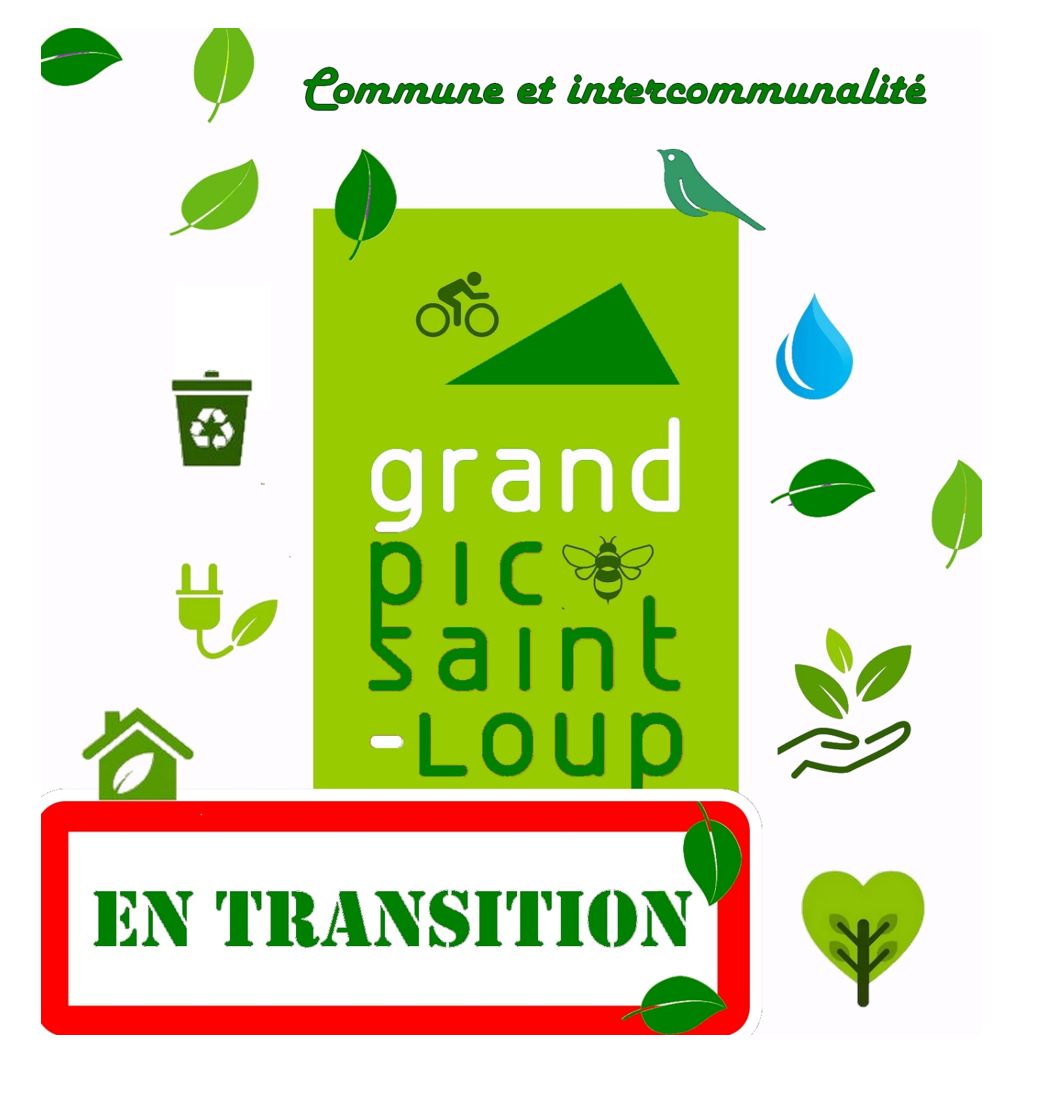 Commune et intercommunalité
grand
pic
saint
-Loup
EN TRANSITION